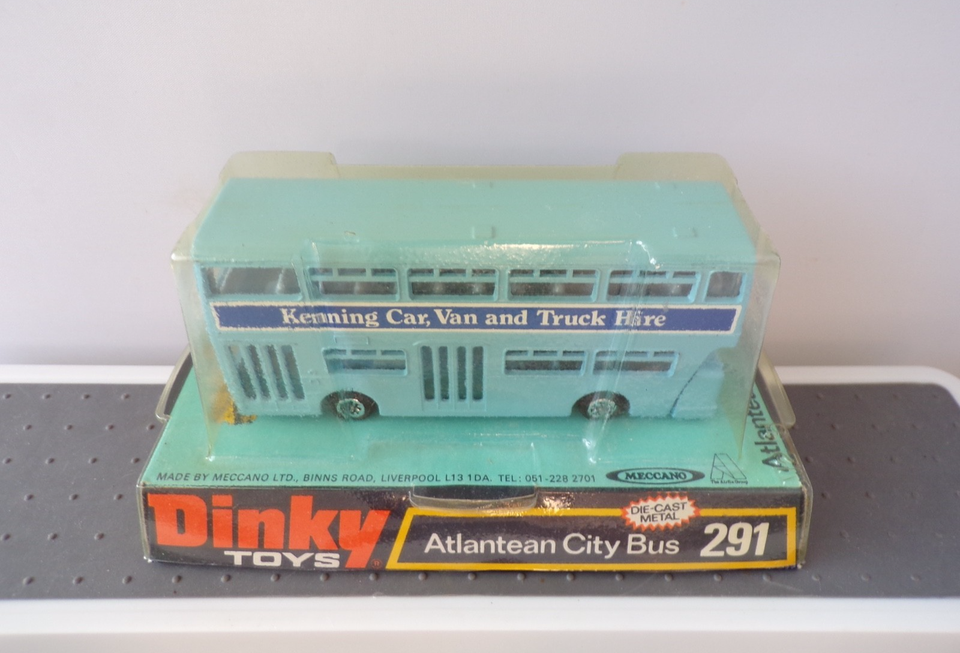 Kenning Car, Van and Truck Hire
Atlante
MADE BY MECCANO LTD., BINNS ROAD, LIVERPOOL L13 1DA. TEL: 051-228 2701
MECCANO
Dinky
TOYS
Atlantean City Bus
DIE-CAST
METAL
291